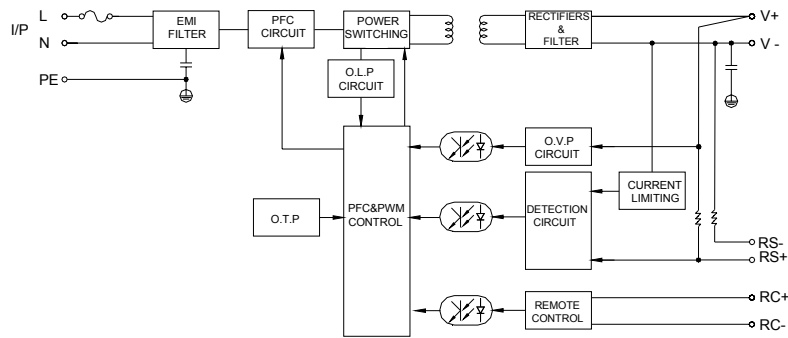 I/P
L
N
PE
EMI
FILTER
PFC
CIRCUIT
POWER
SWITCHING
RECTIFIERS
&
FILTER
V+
V -
O.L.P
CIRCUIT
O.V.P
CIRCUIT
CURRENT
LIMITING
O.T.P
PFC&PWM
CONTROL
DETECTION
CIRCUIT
RS-
RS+
REMOTE
CONTROL
RC+
RC-